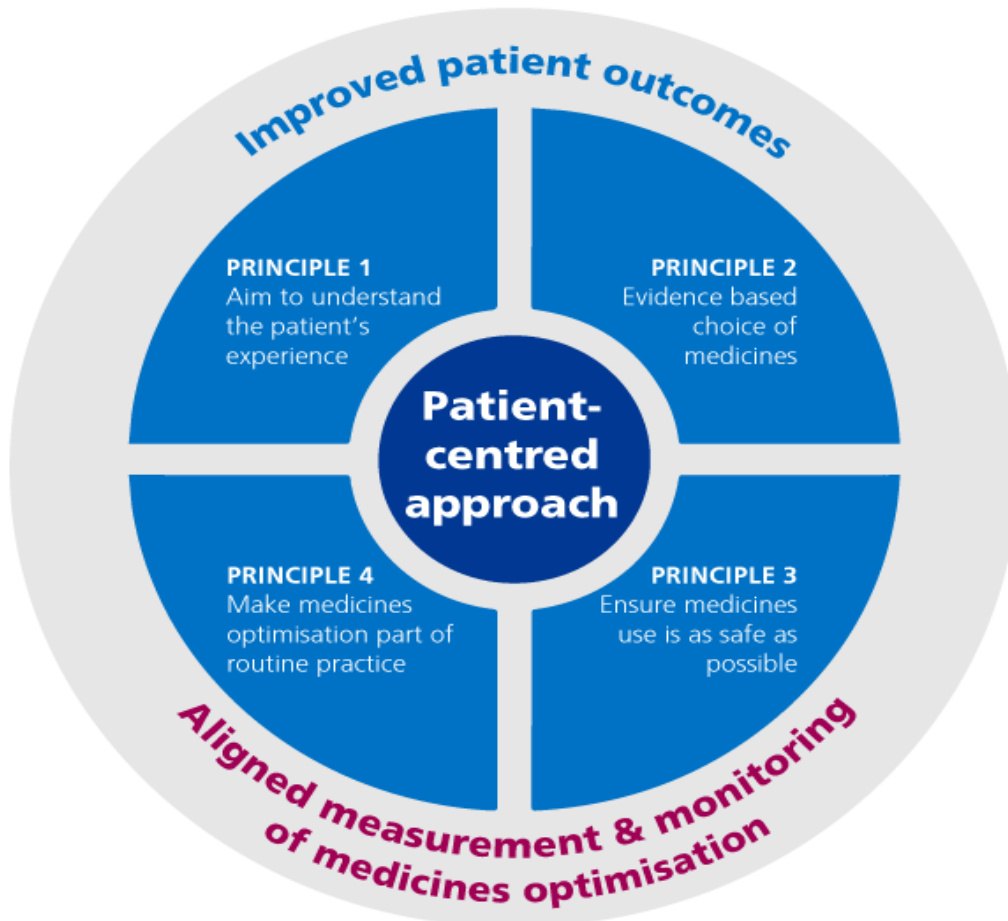 Improved patient outcomes
PRINCIPLE 1
Aim to understand
the patient’s
experience
PRINCIPLE 2
Evidence based
choice of
medicines
Patient-
centred
approach
PRINCIPLE 4
Make medicines
optimisation part of
routine practice
PRINCIPLE 3
Ensure medicines
use is as safe as
possible
Aligned measurement & monitoring
of medicines optimisation